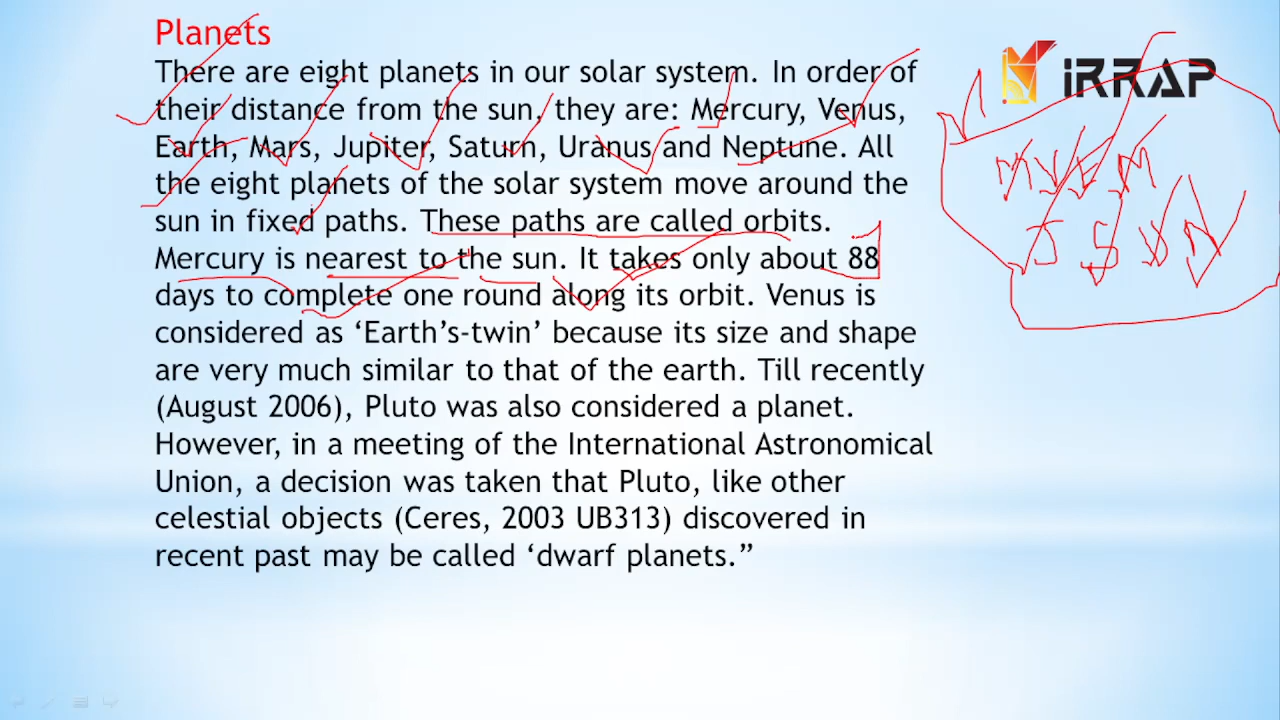 Planets
There are eight planets in our solar system. In order of
their distance from the sun, they are: Mercury, Venus,
Earth, Mars, Jupiter, Saturn, Uranus and Neptune. All
the eight planets of the solar system move around the
sun in fixed paths. These paths are called orbits.
Mercury is nearest to the sun. It takes only about 88
days to complete one round along its orbit. Venus is
considered as ‘Earth’s-twin’ because its size and shape
are very much similar to that of the earth. Till recently
(August 2006), Pluto was also considered a planet.
However, in a meeting of the International Astronomical
Union, a decision was taken that Pluto, like other
celestial objects (Ceres, 2003 UB313) discovered in
recent past may be called ‘dwarf planets.”
iRRAP
M V E M
J S U N